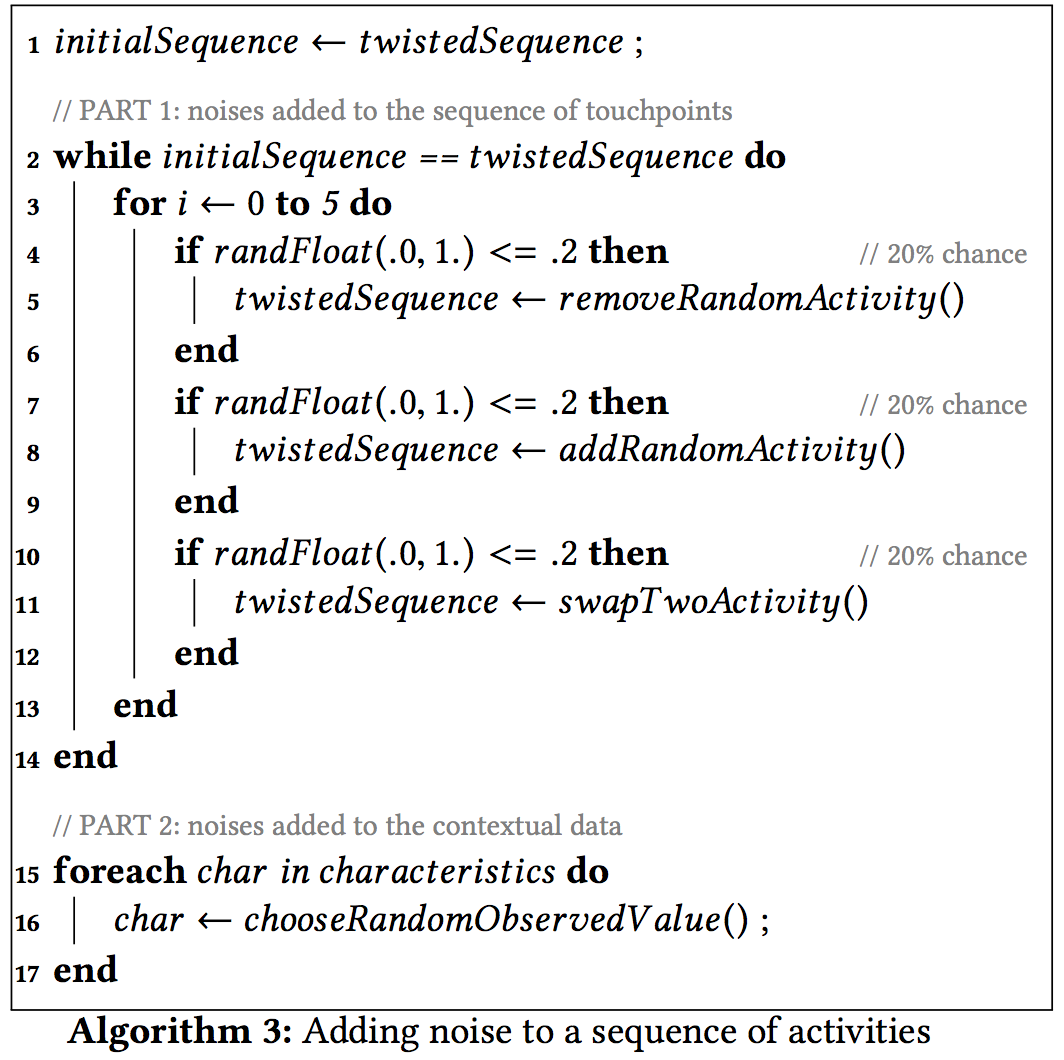 1 initialSequence ← twistedSequence ;
// PART 1: noises added to the sequence of touchpoints
2 while initialSequence == twistedSequence do
3 for i ← 0 to 5 do
4 if randFloat(.0, 1.) <= .2 then // 20% chance
5 twistedSequence ← removeRandomActivity()
6 end
7 if randFloat(.0, 1.) <= .2 then // 20% chance
8 twistedSequence ← addRandomActivity()
9 end
10 if randFloat(.0, 1.) <= .2 then // 20% chance
11 twistedSequence ← swapTwoActivity()
12 end
13 end
14 end
// PART 2: noises added to the contextual data
15 foreach char in characteristics do
16 char ← chooseRandomObservedValue() ;
17 end
Algorithm 3: Adding noise to a sequence of activities